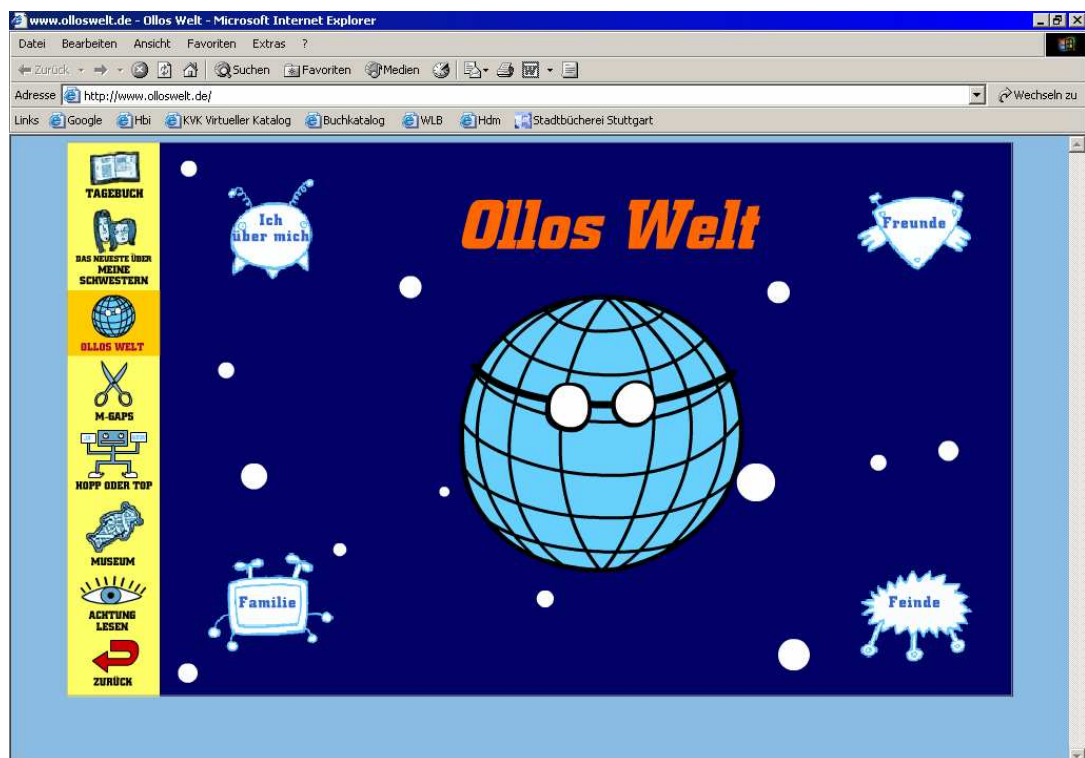 www.olloswelt.de - Ollos Welt - Microsoft Internet Explorer
Datei Bearbeiten Ansicht Favoriten Extras ?
Zurück Suchen Favoriten Medien
Adresse http://www.olloswelt.de/ Wechseln zu
Links Google Hbi KVK Virtueller Katalog Buchkatalog WLB Hdm Stadtbücherei Stuttgart
TAGEBUCH
DAS NEUESTE ÜBER
MEINE
SCHWESTERN
OLLOS WELT
M-GAPS
HOPP ODER TOP
MUSEUM
ACHTUNG
LESEN
ZURÜCK
Ollos Welt
Ich
über mich
Freunde
Familie
Feinde